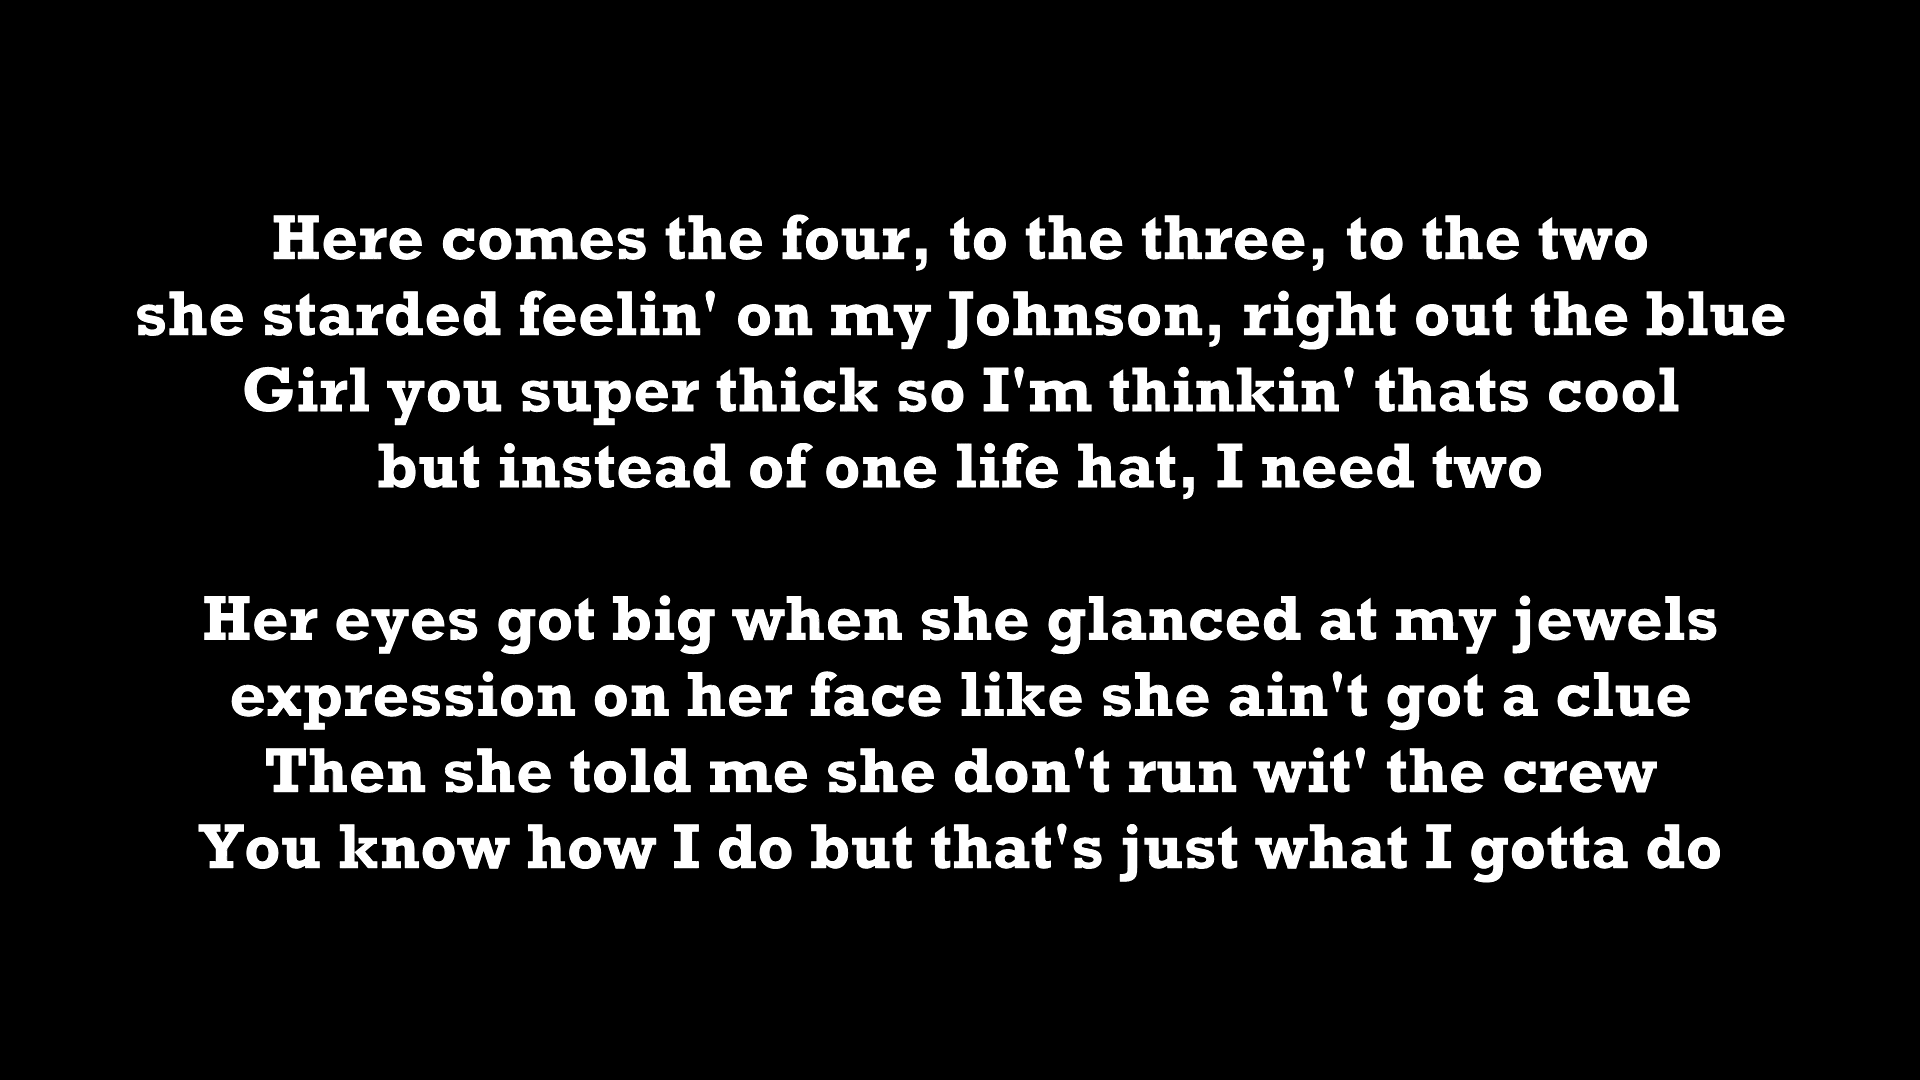 Here comes the four, to the three, to the two
she starded feelin' on my Johnson, right out the blue
Girl you super thick so I'm thinkin' thats cool
but instead of one life hat, I need two
Her eyes got big when she glanced at my jewels
expression on her face like she ain't got a clue
Then she told me she don't run wit' the crew
You know how I do but that's just what I gotta do